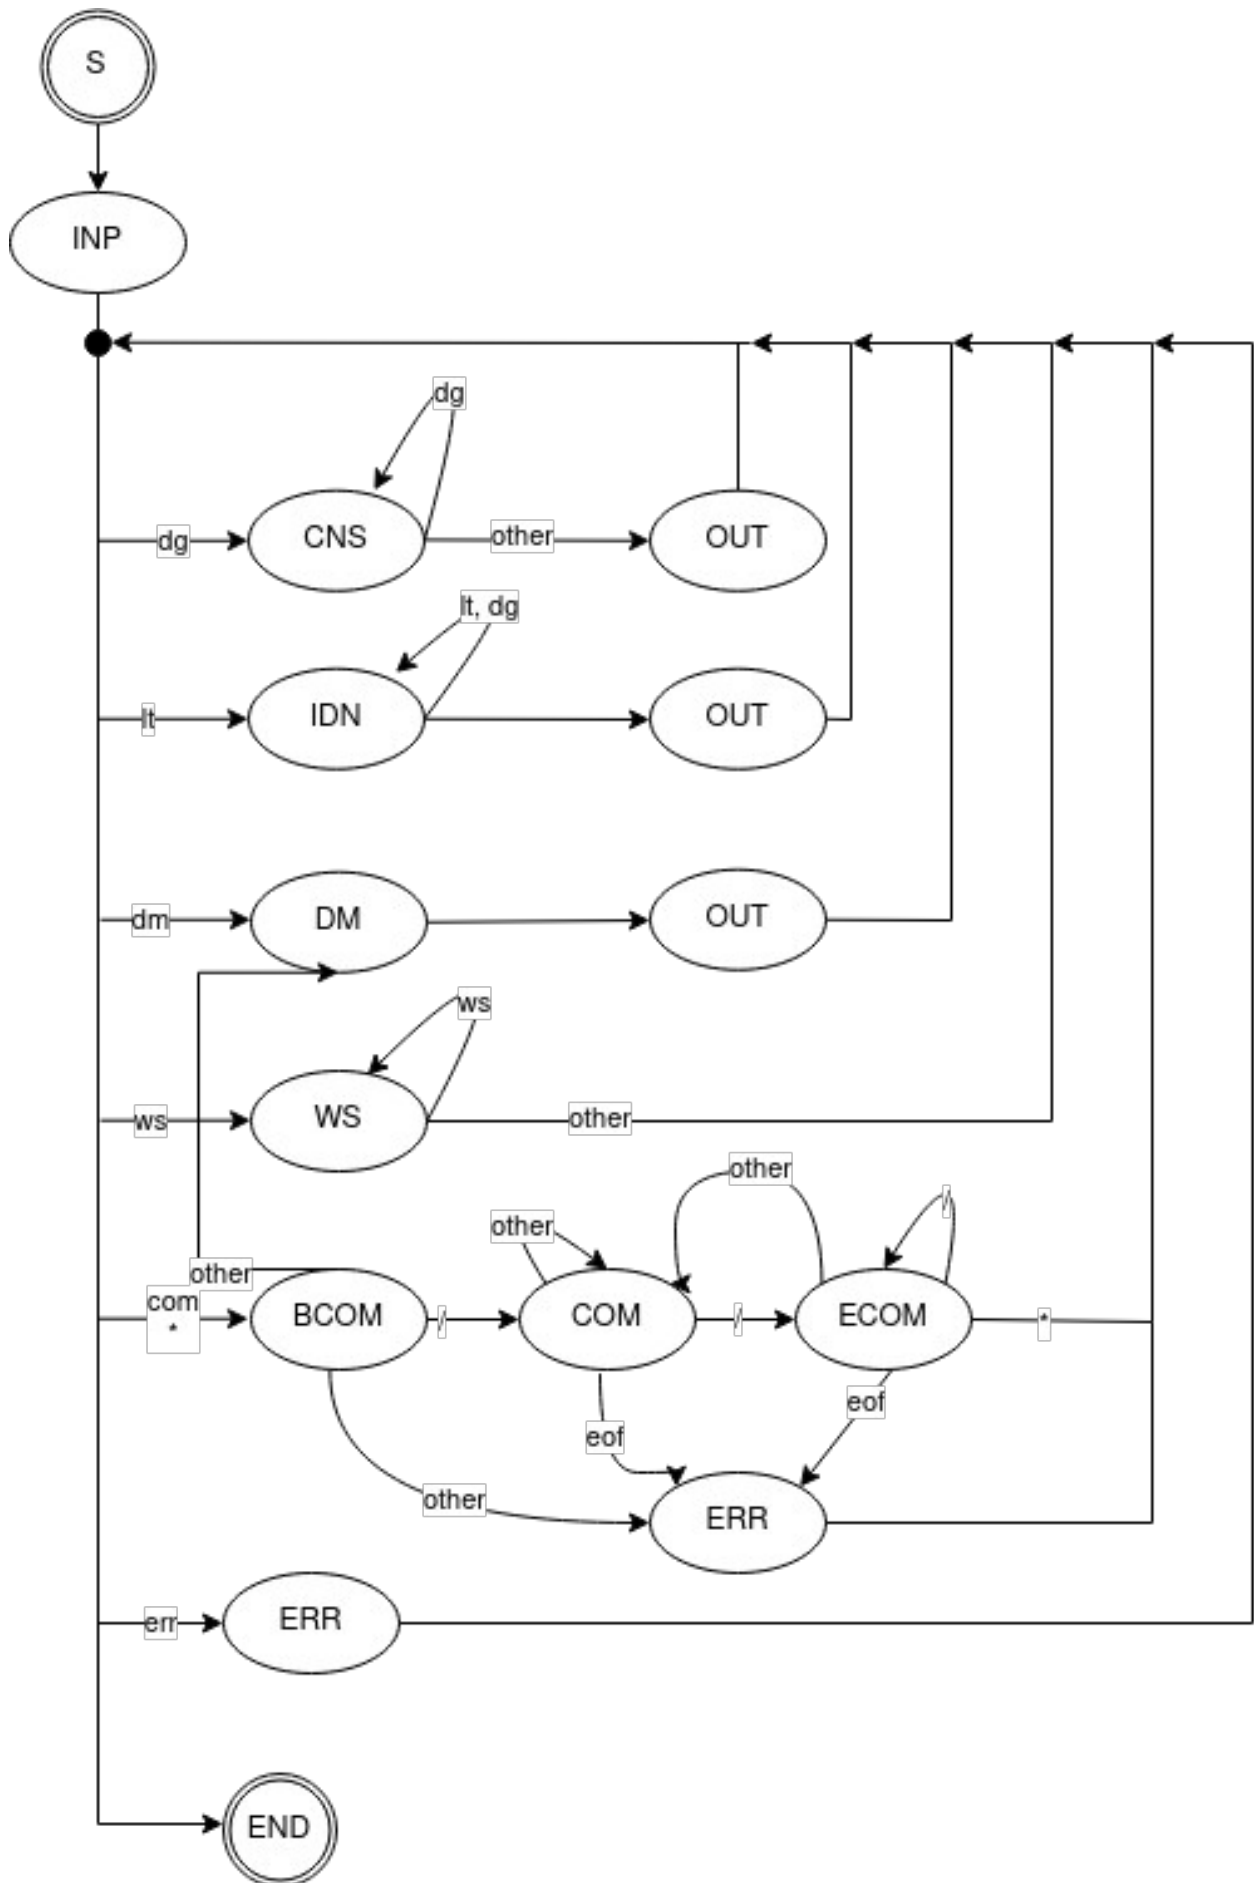 S
INP
dg
dg
CNS
other
OUT
lt, dg
lt
IDN
OUT
dm
DM
OUT
ws
ws
WS
other
other
/
other
other
com
*
BCOM
/
COM
/
ECOM
*
eof
eof
other
ERR
err
ERR
END